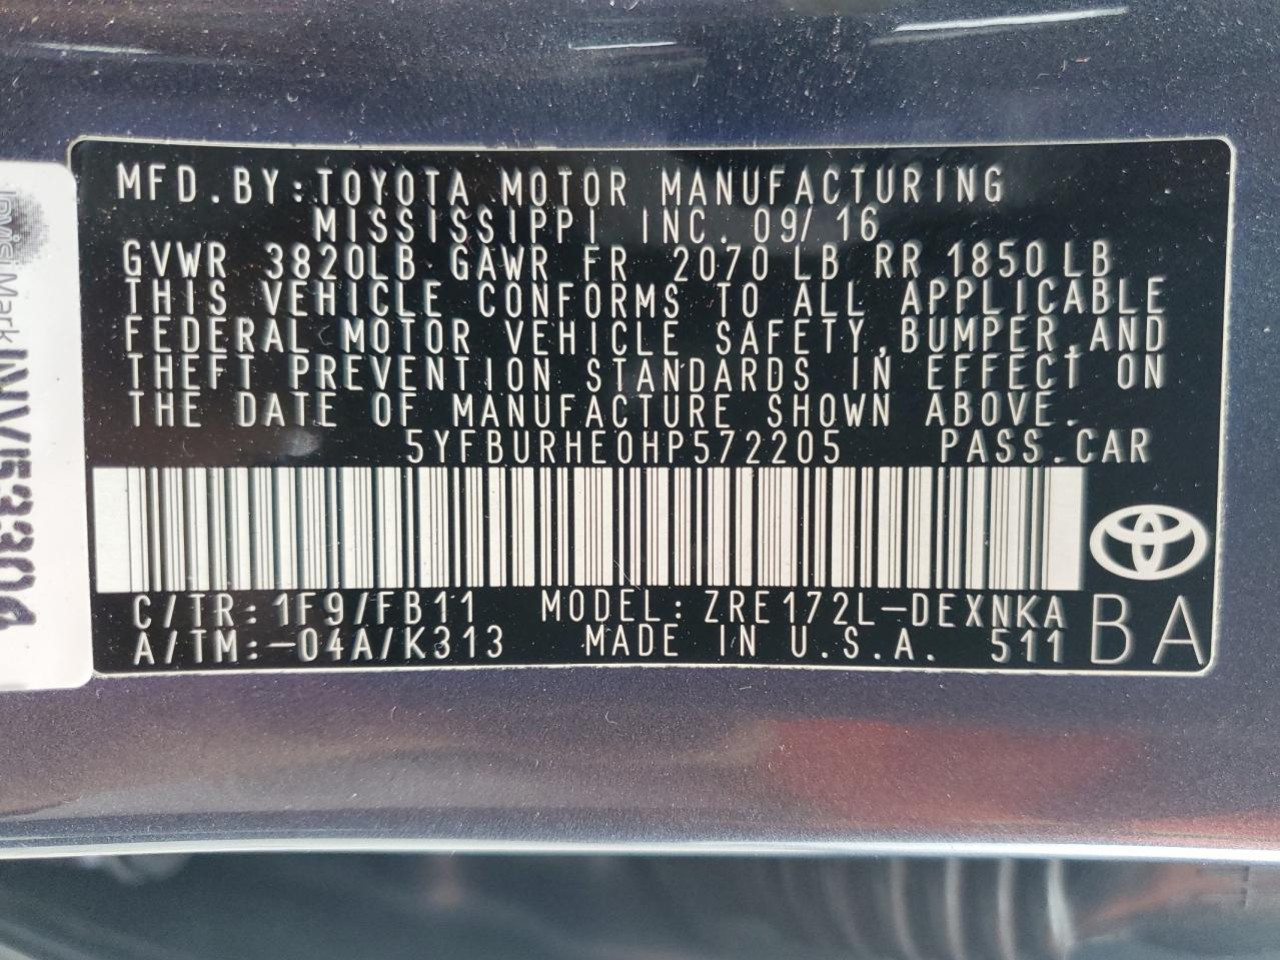 MFD.BY:TOYOTA MOTOR MANUFACTURING
MISSISSIPPI INC. 09/16
GVWR 3820LB GAWR FR 2070 LB RR 1850 LB
THIS VEHICLE CONFORMS TO ALL APPLICABLE
FEDERAL MOTOR VEHICLE SAFETY,BUMPER,AND
THEFT PREVENTION STANDARDS IN EFFECT ON
THE DATE OF MANUFACTURE SHOWN ABOVE.
5YFBURHE0HP572205 PASS.CAR
C/TR:1F9/FB11 MODEL:ZRE172L-DEXNKA
A/TM:-04A/K313 MADE IN U.S.A. 511
BA